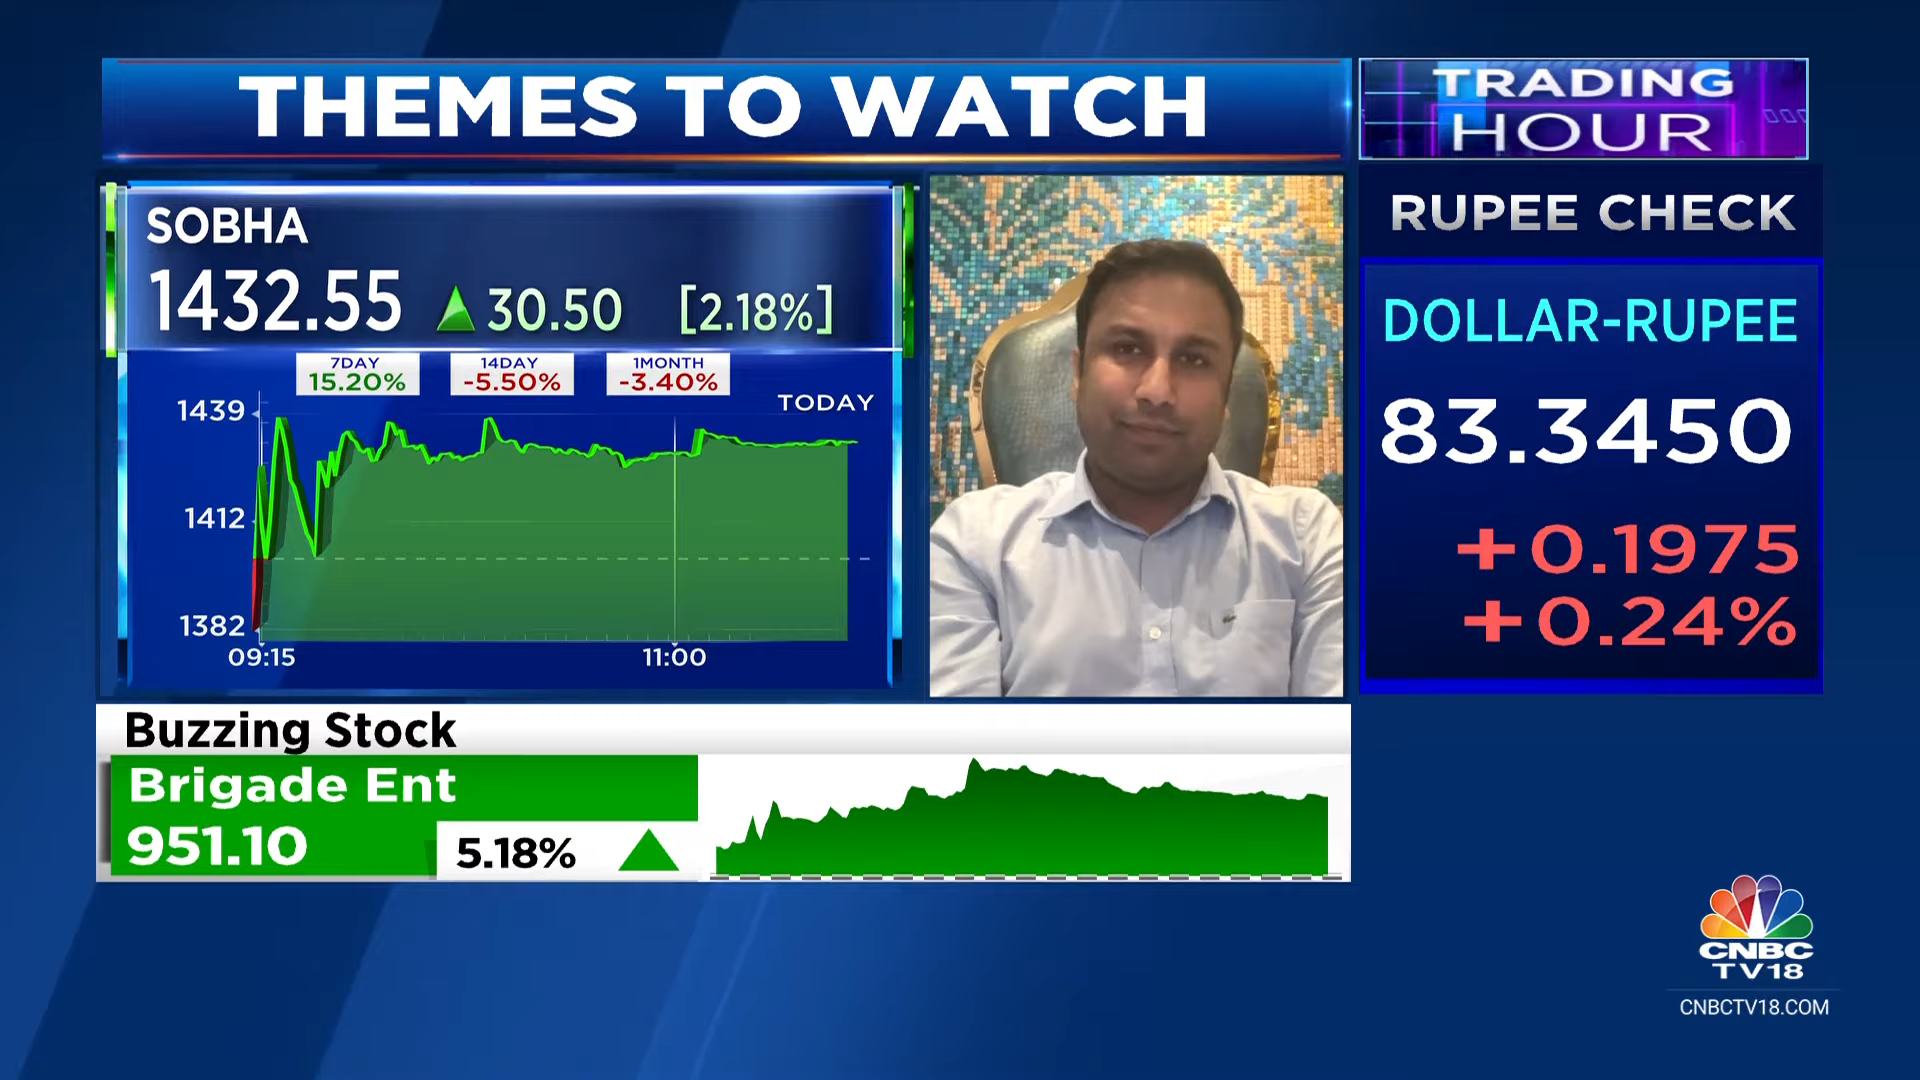 THEMES TO WATCH
TRADING
HOUR
SOBHA
1432.55 ▲ 30.50 [2.18%]
7DAY
15.20%
14DAY
-5.50%
1MONTH
-3.40%
TODAY
1439
1412
1382
09:15
11:00
RUPEE CHECK
DOLLAR-RUPEE
83.3450
+0.1975
+0.24%
Buzzing Stock
Brigade Ent
951.10
5.18%
CNBC
TV18
CNBCTV18.COM